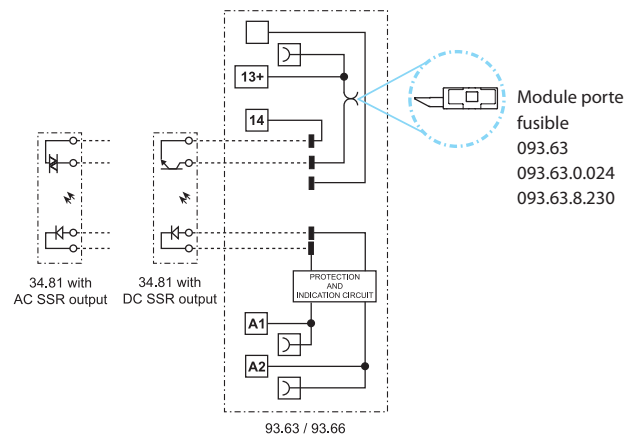 13+
14
Module porte
fusible
093.63
093.63.0.024
093.63.8.230
34.81 with
AC SSR output
34.81 with
DC SSR output
PROTECTION
AND
INDICATION CIRCUIT
A1
A2
93.63 / 93.66